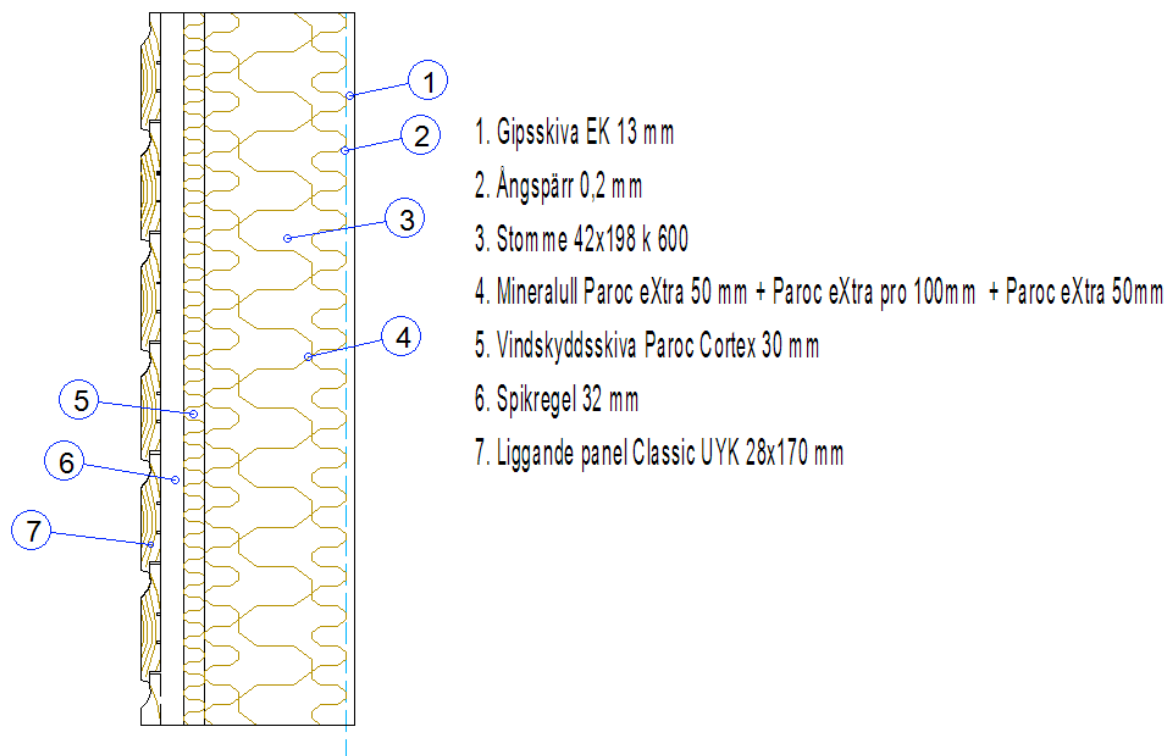 1
2
3
4
5
6
7
1. Gipsskiva EK 13 mm
2. Ångspärr 0,2 mm
3. Stomme 42x198 k 600
4. Mineralull Paroc eXtra 50 mm + Paroc eXtra pro 100mm + Paroc eXtra 50mm
5. Vindskyddsskiva Paroc Cortex 30 mm
6. Spikregel 32 mm
7. Liggande panel Classic UYK 28x170 mm